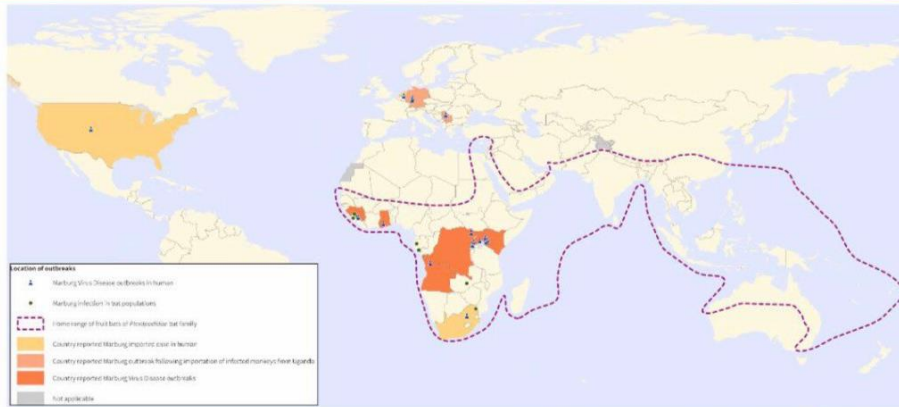 Location of outbreaks
Marburg Virus Disease outbreaks in human
Marburg Infection in bat populations
Home range of fruit bats of Pteropodidae bat family
Country reported Marburg imported case in human
Country reported Marburg outbreak following importation of infected monkeys from Uganda
Country reported Marburg Virus Disease outbreaks
Not applicable